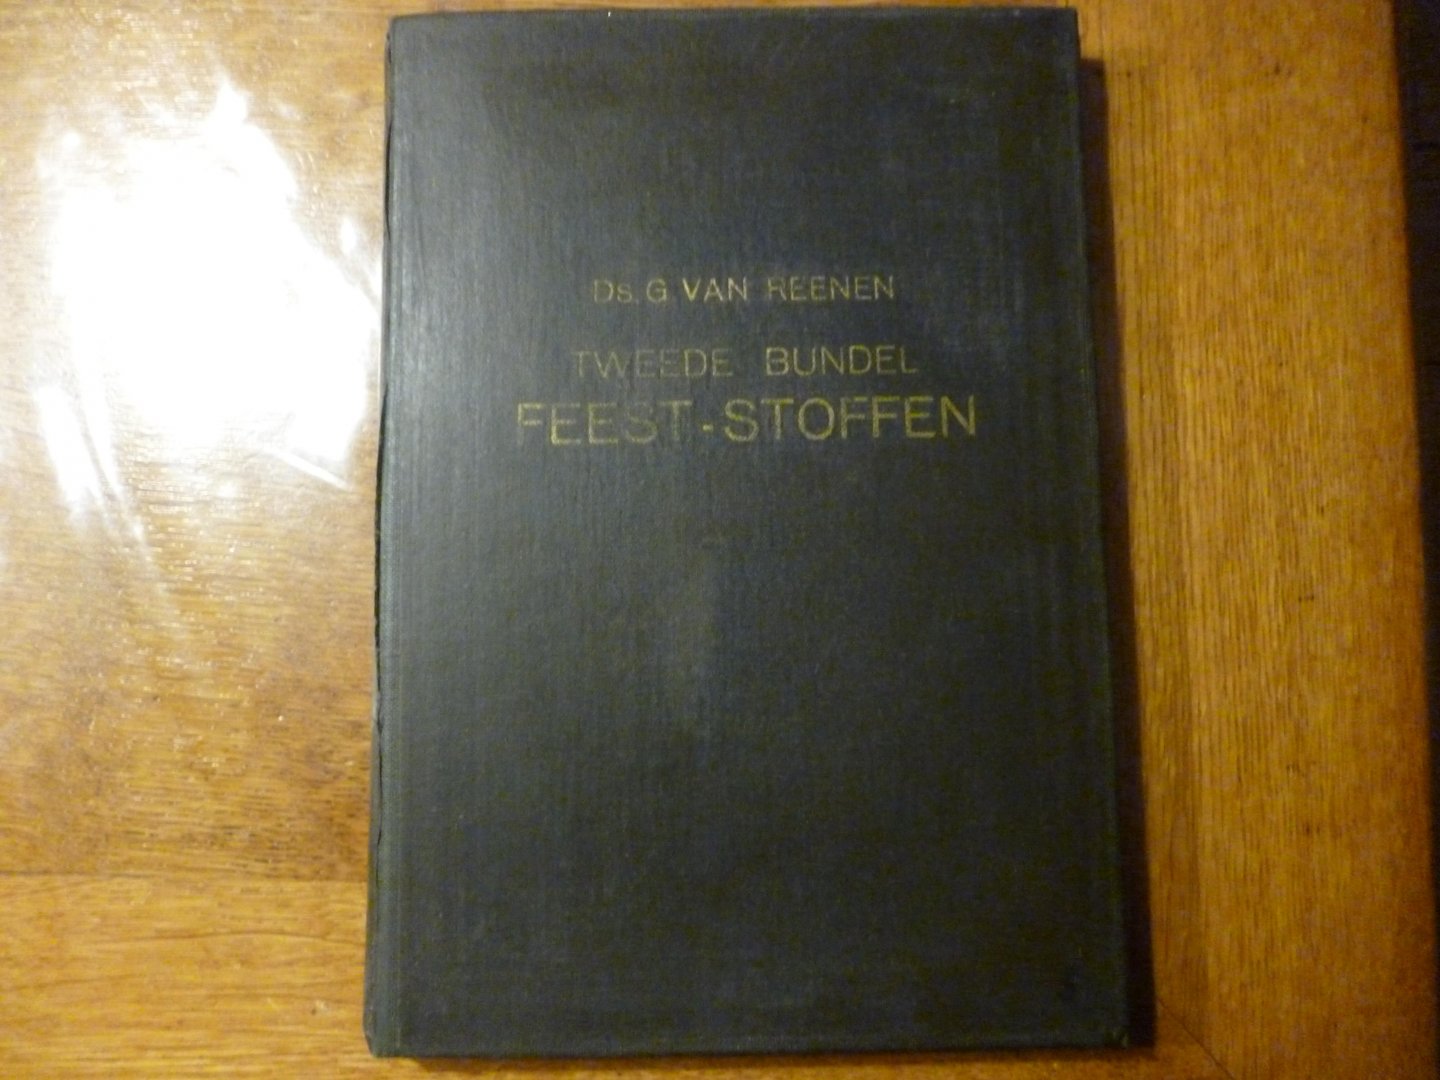 Ds. G. VAN REENEN
TWEEDE BUNDEL
FEEST-STOFFEN